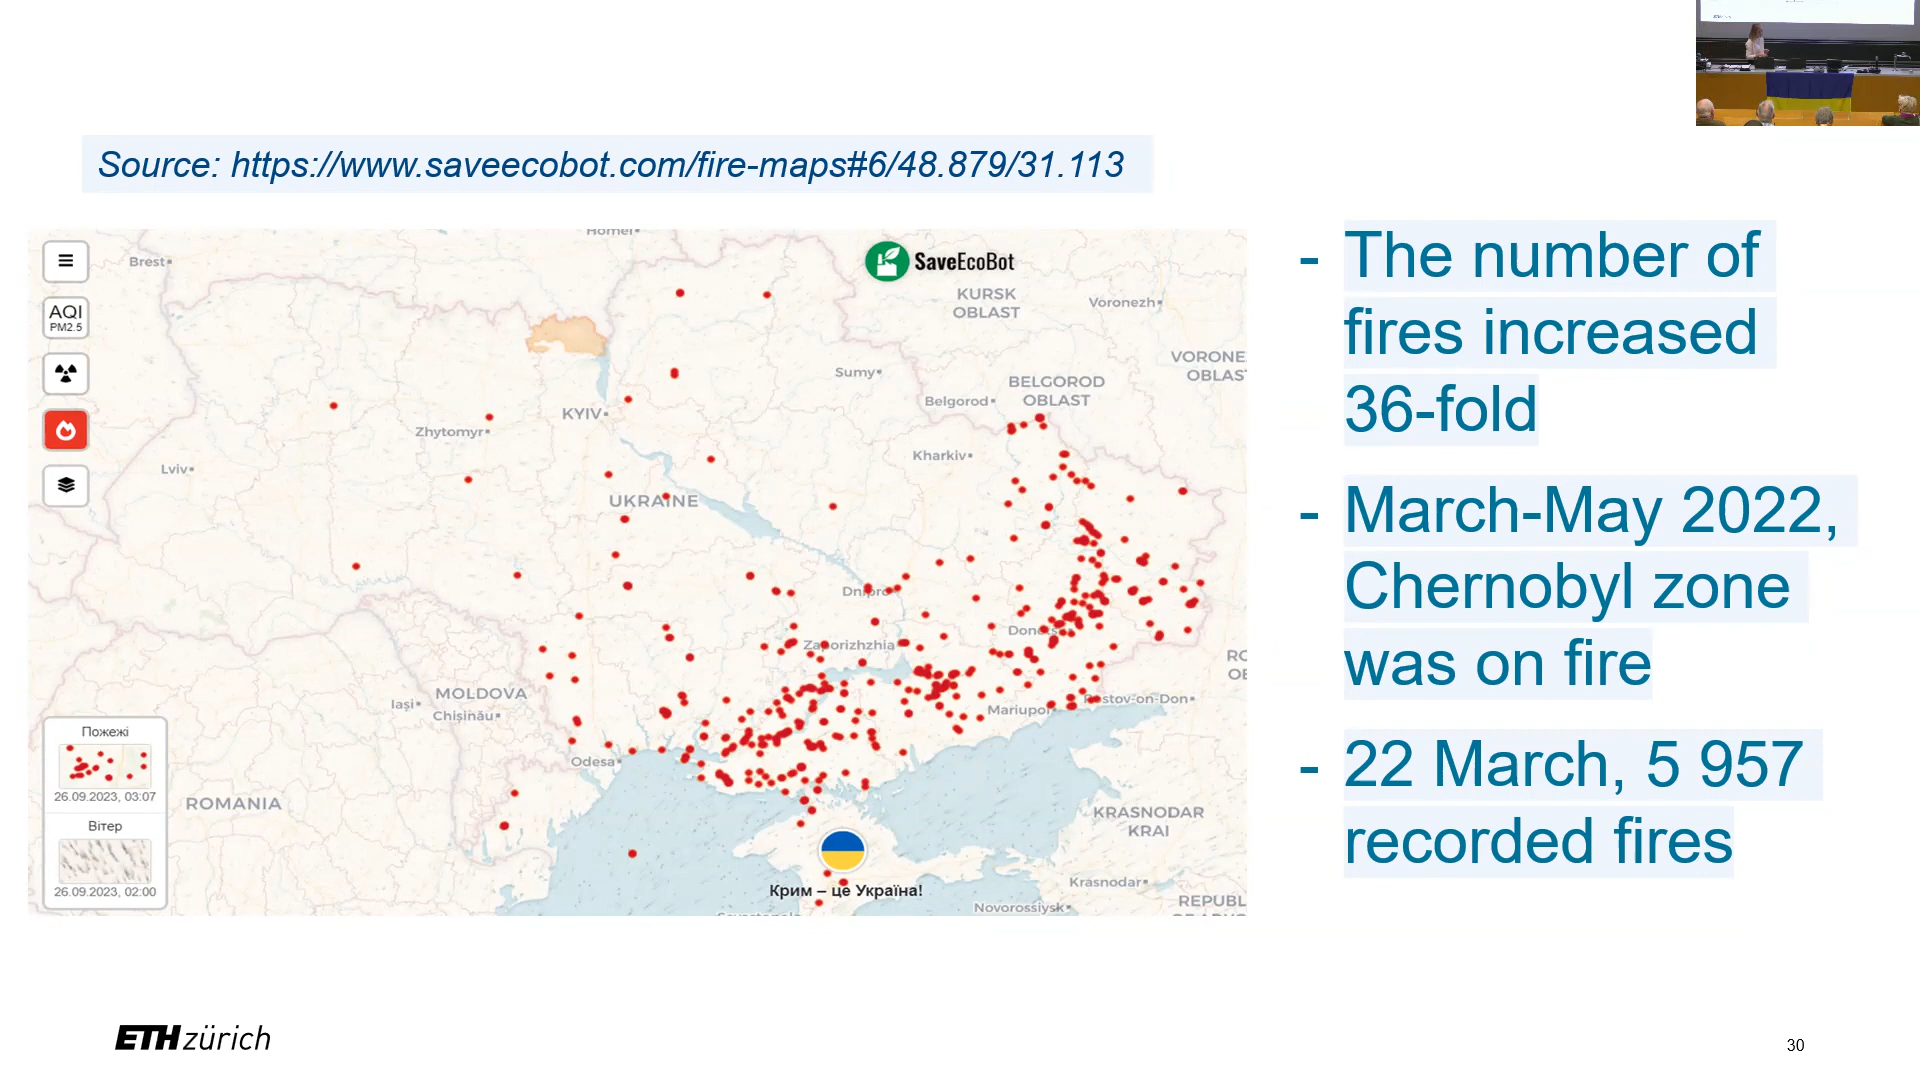 Source: https://www.saveecobot.com/fire-maps#6/48.879/31.113
Homel
Brest
SaveEcoBot
KURSK
OBLAST
Voronezh
AQI
PM2.5
VORONE
OBLAST
Sumy
BELGOROD
OBLAST
Belgorod
KYIV
Zhytomyr
Kharkiv
Lviv
UKRAINE
Dnipro
Donets
Zaporizhzhia
MOLDOVA
Iași
Chișinău
Mariupol
Rostov-on-Don
Odesa
ROMANIA
KRASNODAR
KRAI
Krasnodar
Novorossiysk
REPUBL
Крим – це Україна!
Пожежі
26.09.2023, 03:07
Вітер
26.09.2023, 02:00
- The number of
fires increased
36-fold
- March-May 2022,
Chernobyl zone
was on fire
- 22 March, 5 957
recorded fires
ETH zürich
30